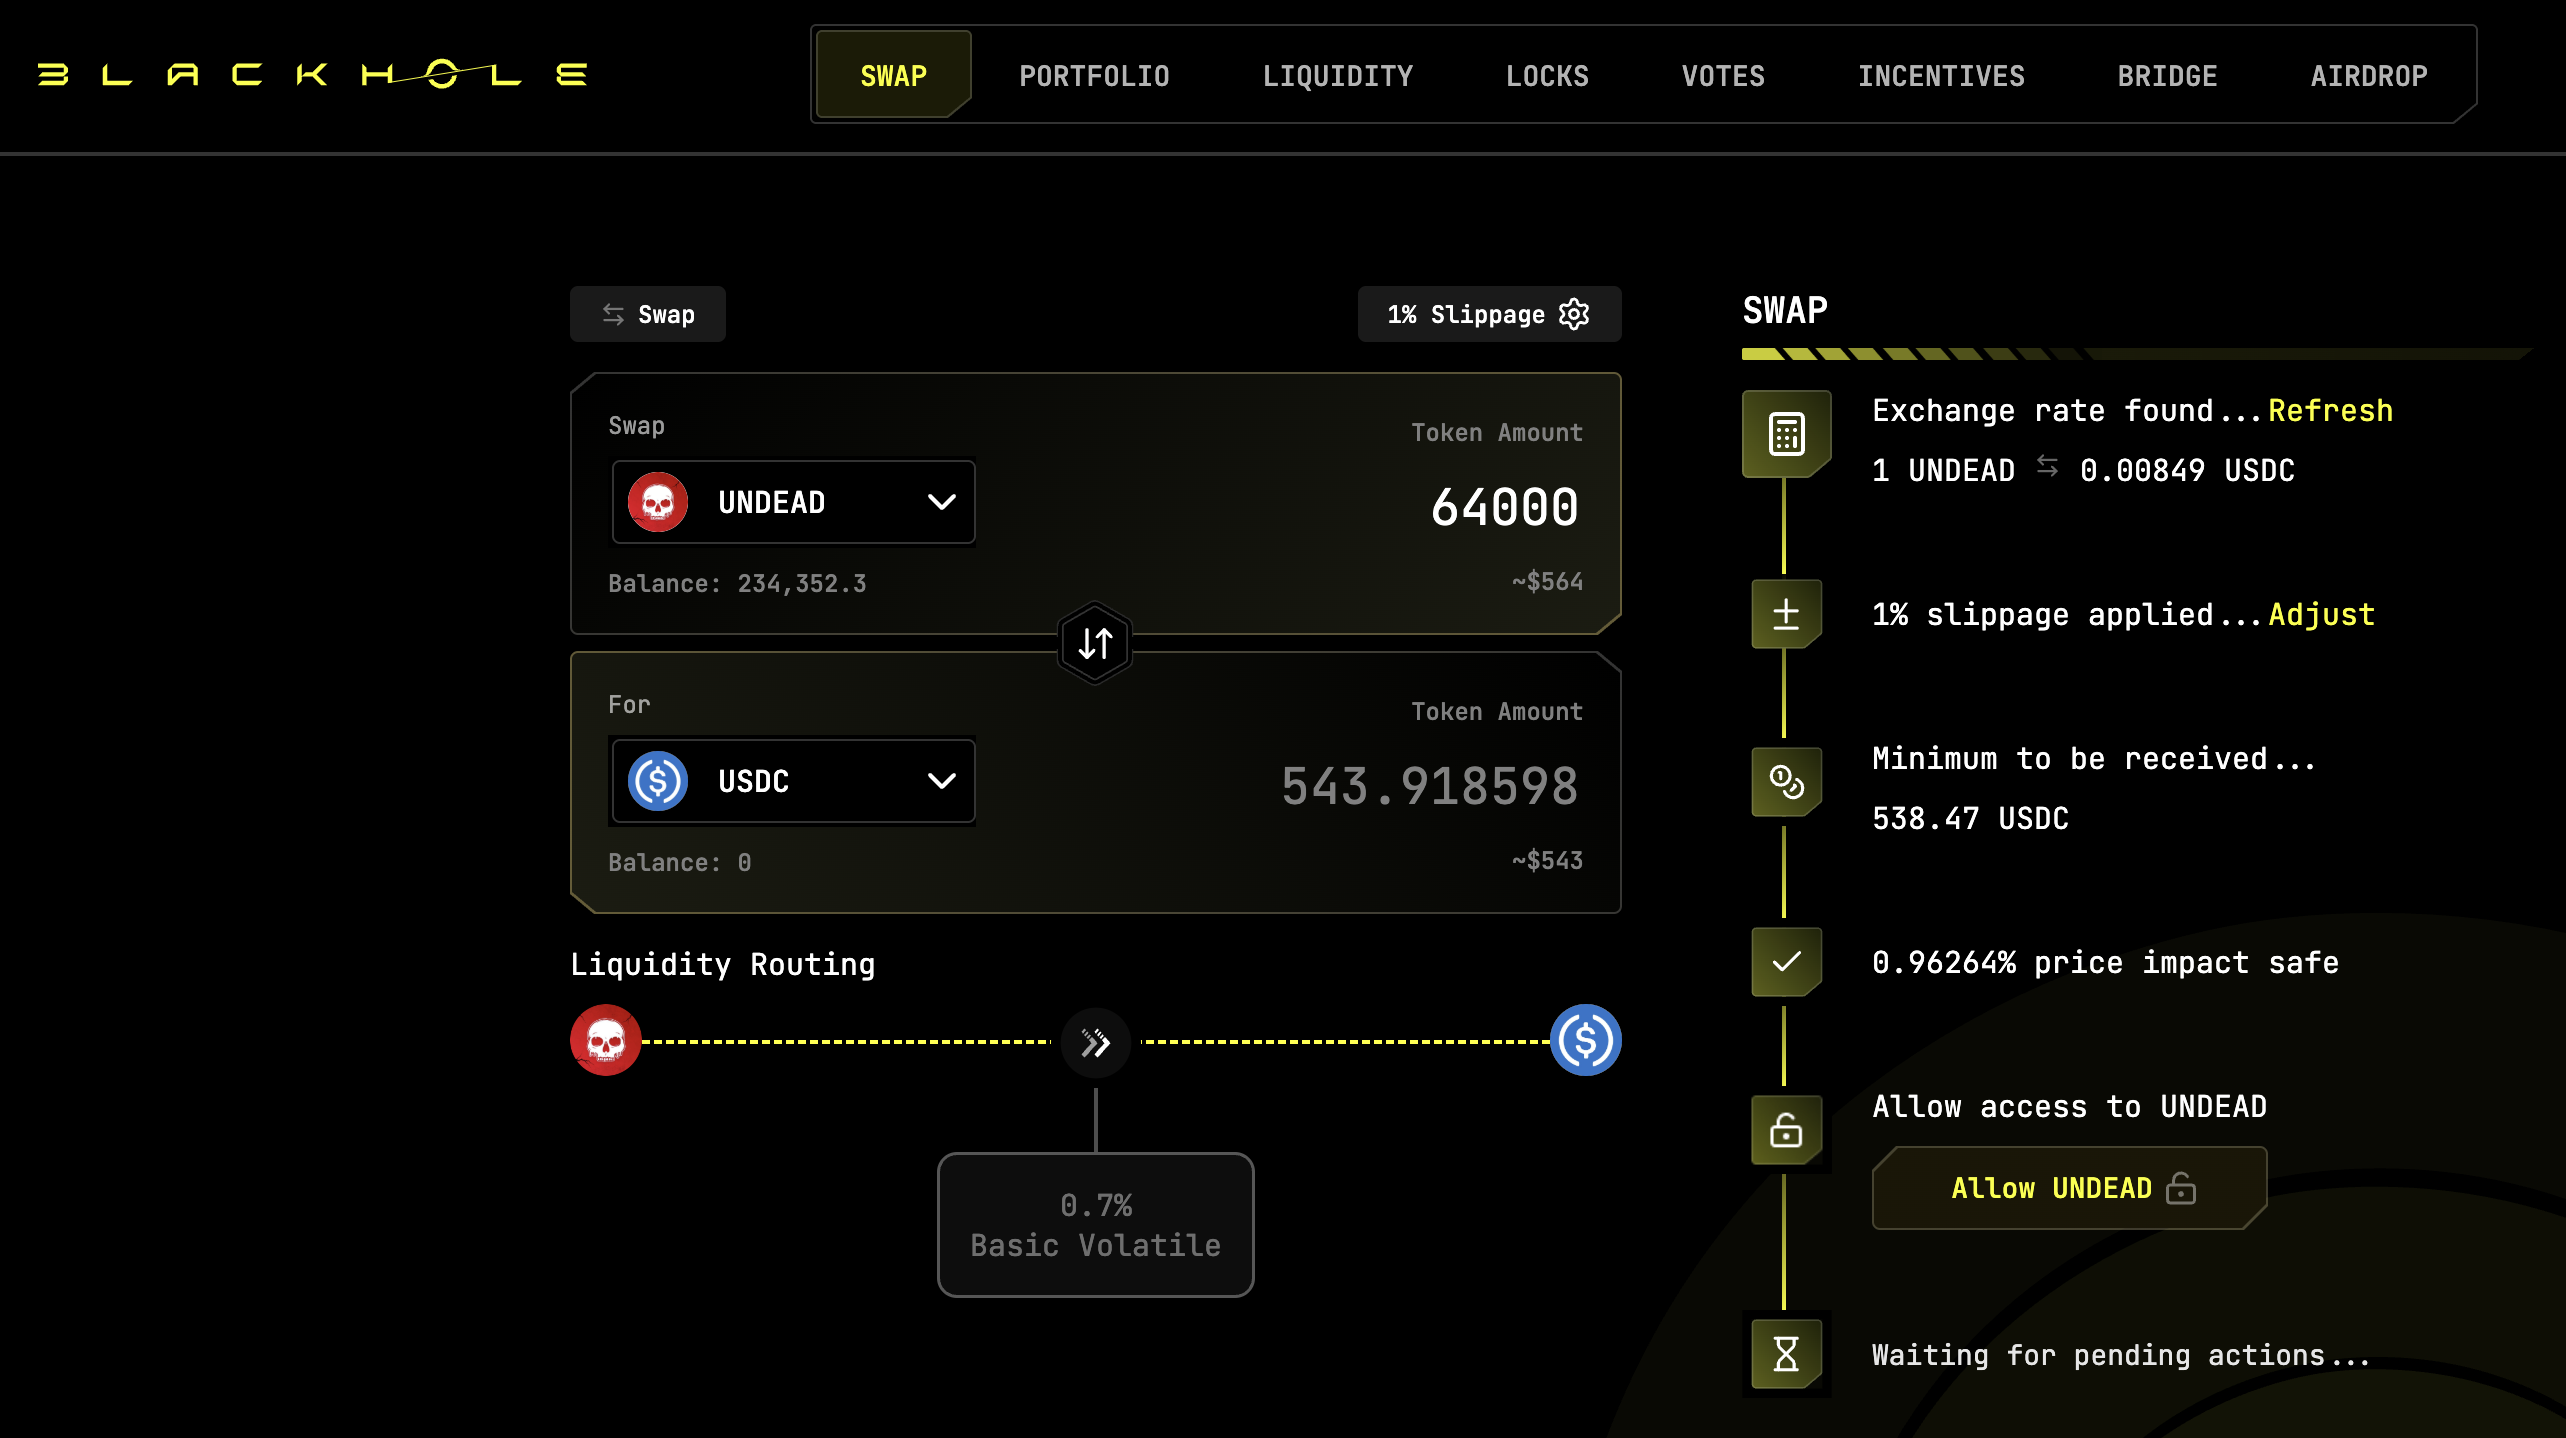 BLACKHOLE
SWAP PORTFOLIO LIQUIDITY LOCKS VOTES INCENTIVES BRIDGE AIRDROP
Swap
1% Slippage
Swap
Token Amount
UNDEAD
64000
Balance: 234,352.3
~$564
For
Token Amount
USDC
543.918598
Balance: 0
~$543
Liquidity Routing
0.7%
Basic Volatile
SWAP
Exchange rate found...Refresh
1 UNDEAD ⇆ 0.00849 USDC
1% slippage applied...Adjust
Minimum to be received...
538.47 USDC
0.96264% price impact safe
Allow access to UNDEAD
Allow UNDEAD
Waiting for pending actions...